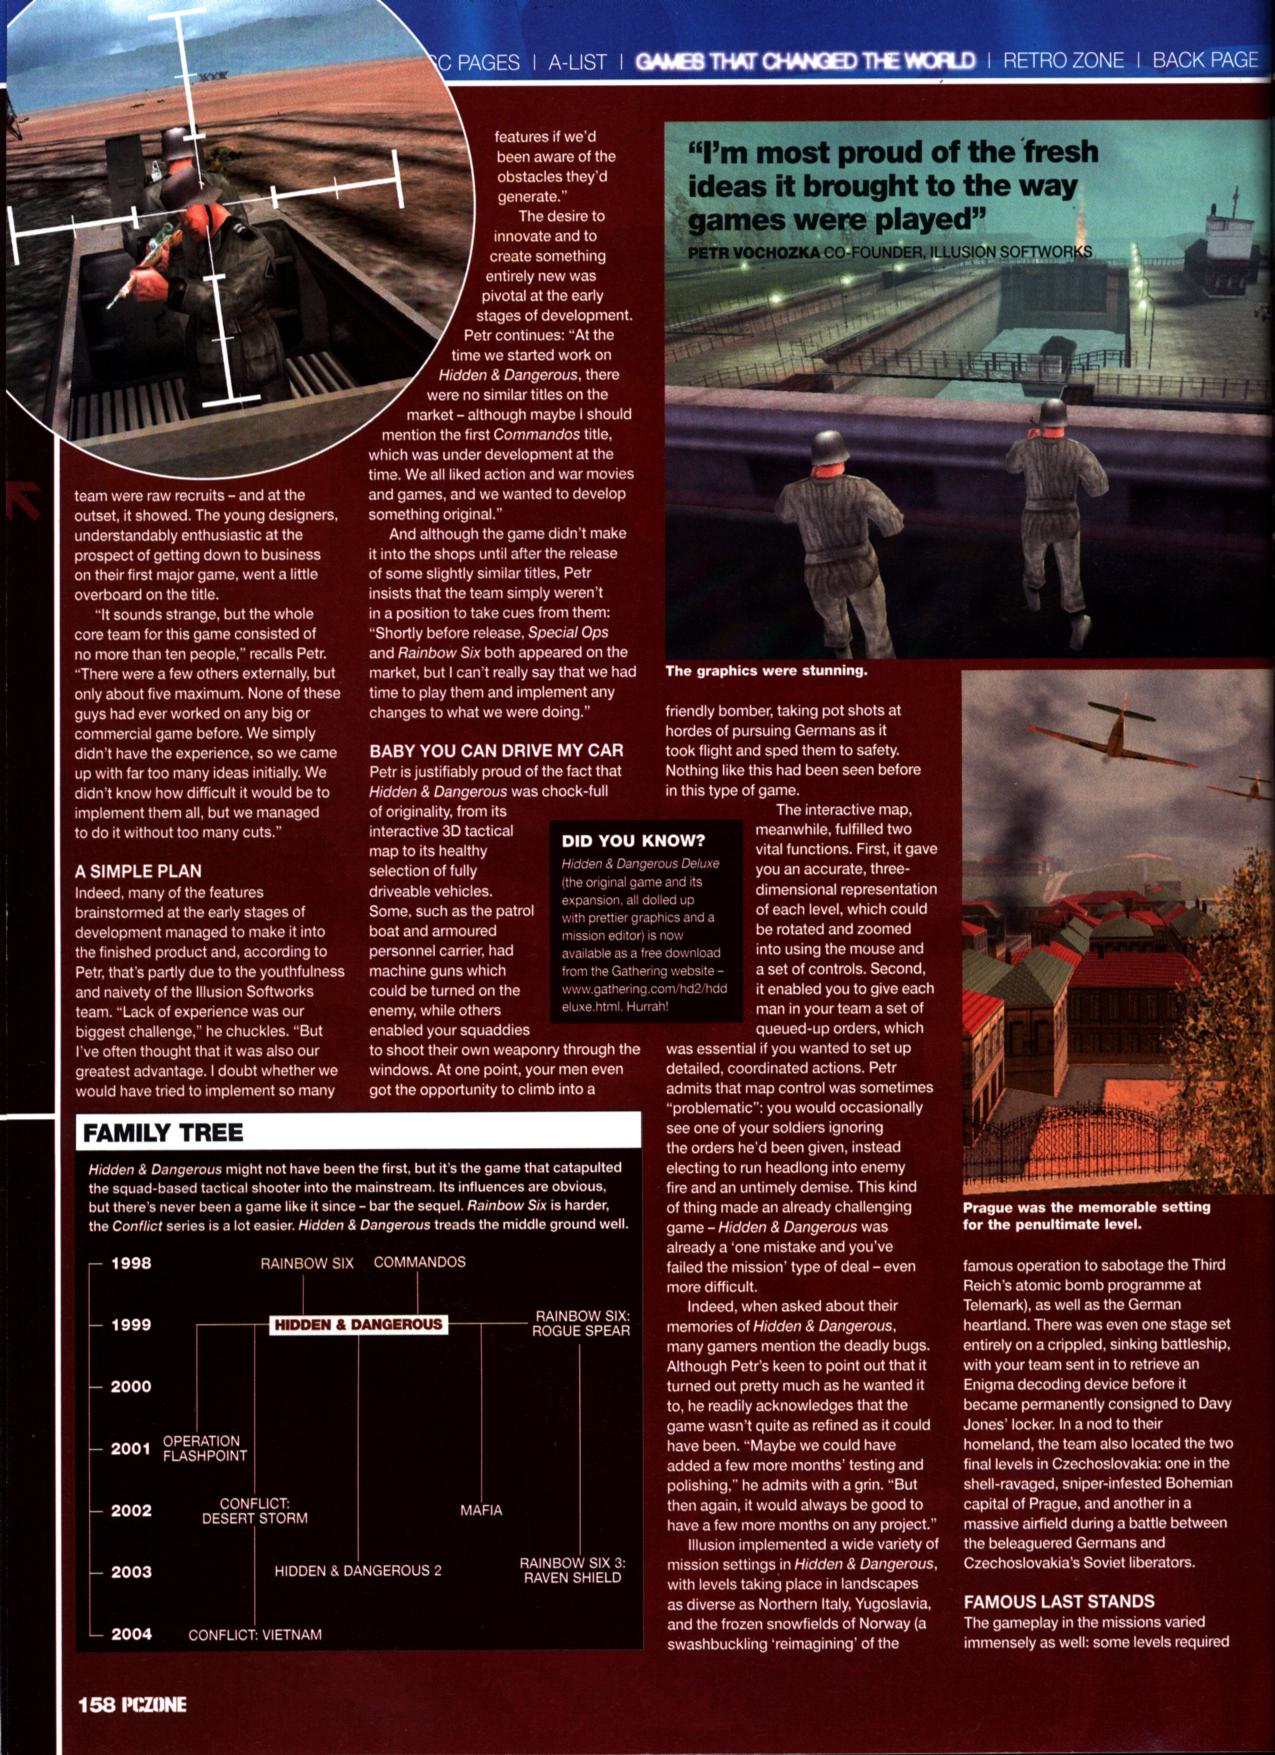 C PAGES | A-LIST | GAMES THAT CHANGED THE WORLD | RETRO ZONE | BACK PAGE
team were raw recruits – and at the
outset, it showed. The young designers,
understandably enthusiastic at the
prospect of getting down to business
on their first major game, went a little
overboard on the title.
“It sounds strange, but the whole
core team for this game consisted of
no more than ten people,” recalls Petr.
“There were a few others externally, but
only about five maximum. None of these
guys had ever worked on any big or
commercial game before. We simply
didn’t have the experience, so we came
up with far too many ideas initially. We
didn’t know how difficult it would be to
implement them all, but we managed
to do it without too many cuts.”
A SIMPLE PLAN
Indeed, many of the features
brainstormed at the early stages of
development managed to make it into
the finished product and, according to
Petr, that’s partly due to the youthfulness
and naivety of the Illusion Softworks
team. “Lack of experience was our
biggest challenge,” he chuckles. “But
I’ve often thought that it was also our
greatest advantage. I doubt whether we
would have tried to implement so many
features if we’d
been aware of the
obstacles they’d
generate.”
The desire to
innovate and to
create something
entirely new was
pivotal at the early
stages of development.
Petr continues: “At the
time we started work on
Hidden & Dangerous, there
were no similar titles on the
market – although maybe I should
mention the first Commandos title,
which was under development at the
time. We all liked action and war movies
and games, and we wanted to develop
something original.”
And although the game didn’t make
it into the shops until after the release
of some slightly similar titles, Petr
insists that the team simply weren’t
in a position to take cues from them:
“Shortly before release, Special Ops
and Rainbow Six both appeared on the
market, but I can’t really say that we had
time to play them and implement any
changes to what we were doing.”
BABY YOU CAN DRIVE MY CAR
Petr is justifiably proud of the fact that
Hidden & Dangerous was chock-full
of originality, from its
interactive 3D tactical
map to its healthy
selection of fully
driveable vehicles.
Some, such as the patrol
boat and armoured
personnel carrier, had
machine guns which
could be turned on the
enemy, while others
enabled your squaddies
to shoot their own weaponry through the
windows. At one point, your men even
got the opportunity to climb into a
DID YOU KNOW?
Hidden & Dangerous Deluxe
(the original game and its
expansion, all dolled up
with prettier graphics and a
mission editor) is now
available as a free download
from the Gathering website –
www.gathering.com/hd2/hdd
eluxe.html. Hurrah!
“I’m most proud of the fresh
ideas it brought to the way
games were played”
PETR VOCHOZKA CO-FOUNDER, ILLUSION SOFTWORKS
The graphics were stunning.
friendly bomber, taking pot shots at
hordes of pursuing Germans as it
took flight and sped them to safety.
Nothing like this had been seen before
in this type of game.
The interactive map,
meanwhile, fulfilled two
vital functions. First, it gave
you an accurate, three-
dimensional representation
of each level, which could
be rotated and zoomed
into using the mouse and
a set of controls. Second,
it enabled you to give each
man in your team a set of
queued-up orders, which
was essential if you wanted to set up
detailed, coordinated actions. Petr
admits that map control was sometimes
“problematic”: you would occasionally
see one of your soldiers ignoring
the orders he’d been given, instead
electing to run headlong into enemy
fire and an untimely demise. This kind
of thing made an already challenging
game – Hidden & Dangerous was
already a ‘one mistake and you’ve
failed the mission’ type of deal – even
more difficult.
Indeed, when asked about their
memories of Hidden & Dangerous,
many gamers mention the deadly bugs.
Although Petr’s keen to point out that it
turned out pretty much as he wanted it
to, he readily acknowledges that the
game wasn’t quite as refined as it could
have been. “Maybe we could have
added a few more months’ testing and
polishing,” he admits with a grin. “But
then again, it would always be good to
have a few more months on any project.”
Illusion implemented a wide variety of
mission settings in Hidden & Dangerous,
with levels taking place in landscapes
as diverse as Northern Italy, Yugoslavia,
and the frozen snowfields of Norway (a
swashbuckling ‘reimagining’ of the
Prague was the memorable setting
for the penultimate level.
famous operation to sabotage the Third
Reich’s atomic bomb programme at
Telemark), as well as the German
heartland. There was even one stage set
entirely on a crippled, sinking battleship,
with your team sent in to retrieve an
Enigma decoding device before it
became permanently consigned to Davy
Jones’ locker. In a nod to their
homeland, the team also located the two
final levels in Czechoslovakia: one in the
shell-ravaged, sniper-infested Bohemian
capital of Prague, and another in a
massive airfield during a battle between
the beleaguered Germans and
Czechoslovakia’s Soviet liberators.
FAMOUS LAST STANDS
The gameplay in the missions varied
immensely as well: some levels required
FAMILY TREE
Hidden & Dangerous might not have been the first, but it’s the game that catapulted
the squad-based tactical shooter into the mainstream. Its influences are obvious,
but there’s never been a game like it since – bar the sequel. Rainbow Six is harder,
the Conflict series is a lot easier. Hidden & Dangerous treads the middle ground well.
1998 RAINBOW SIX COMMANDOS
1999 HIDDEN & DANGEROUS RAINBOW SIX:
ROGUE SPEAR
2000
2001 OPERATION
FLASHPOINT
2002 CONFLICT:
DESERT STORM
MAFIA
2003 HIDDEN & DANGEROUS 2
RAINBOW SIX 3:
RAVEN SHIELD
2004 CONFLICT: VIETNAM
158 PCZONE